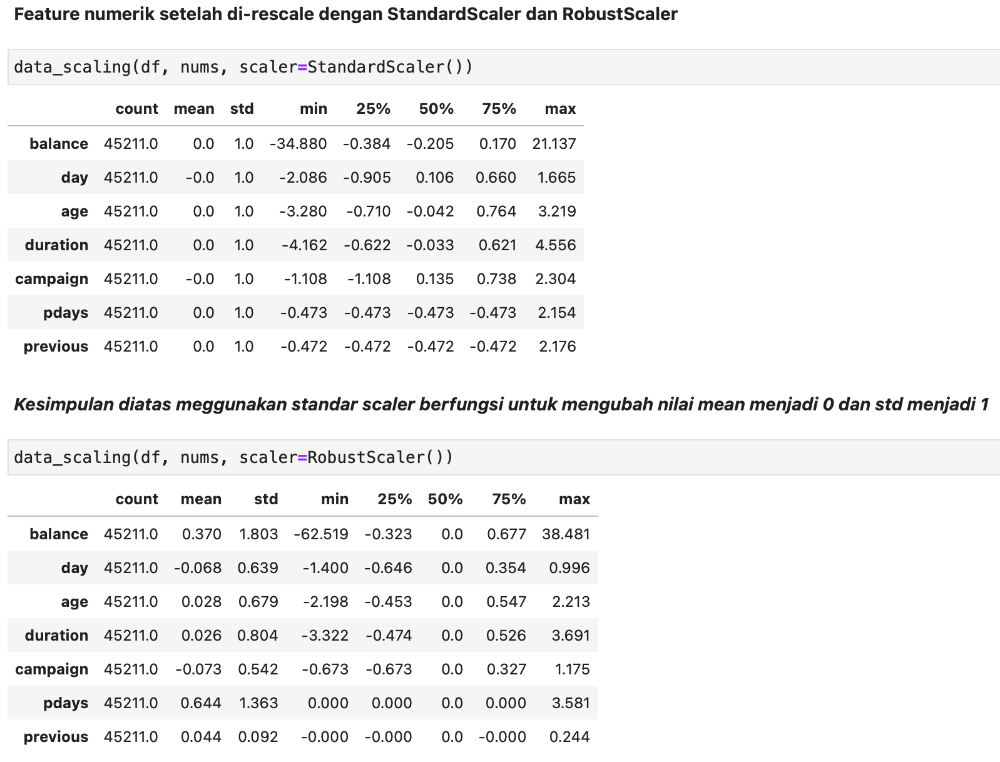 Feature numerik setelah di-rescale dengan StandardScaler dan RobustScaler
data_scaling(df, nums, scaler=StandardScaler())
count mean std min 25% 50% 75% max
balance 45211.0 0.0 1.0 -34.880 -0.384 -0.205 0.170 21.137
day 45211.0 -0.0 1.0 -2.086 -0.905 0.106 0.660 1.665
age 45211.0 0.0 1.0 -3.280 -0.710 -0.042 0.764 3.219
duration 45211.0 0.0 1.0 -4.162 -0.622 -0.033 0.621 4.556
campaign 45211.0 -0.0 1.0 -1.108 -1.108 0.135 0.738 2.304
pdays 45211.0 0.0 1.0 -0.473 -0.473 -0.473 -0.473 2.154
previous 45211.0 0.0 1.0 -0.472 -0.472 -0.472 -0.472 2.176
Kesimpulan diatas meggunakan standar scaler berfungsi untuk mengubah nilai mean menjadi 0 dan std menjadi 1
data_scaling(df, nums, scaler=RobustScaler())
count mean std min 25% 50% 75% max
balance 45211.0 0.370 1.803 -62.519 -0.323 0.0 0.677 38.481
day 45211.0 -0.068 0.639 -1.400 -0.646 0.0 0.354 0.996
age 45211.0 0.028 0.679 -2.198 -0.453 0.0 0.547 2.213
duration 45211.0 0.026 0.804 -3.322 -0.474 0.0 0.526 3.691
campaign 45211.0 -0.073 0.542 -0.673 -0.673 0.0 0.327 1.175
pdays 45211.0 0.644 1.363 0.000 0.000 0.0 0.000 3.581
previous 45211.0 0.044 0.092 -0.000 -0.000 0.0 -0.000 0.244